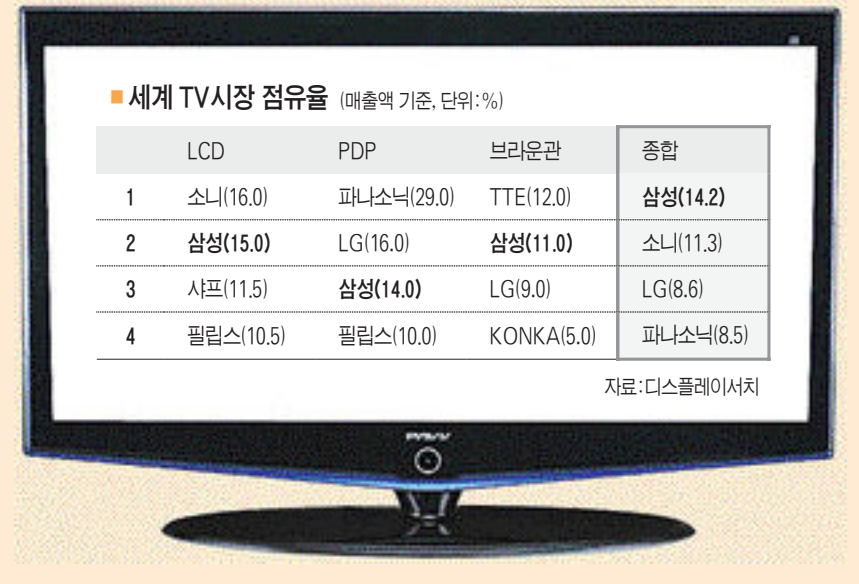 ■ 세계 TV시장 점유율 (매출액 기준, 단위:%)
LCD PDP 브라운관 종합
1 소니(16.0) 파나소닉(29.0) TTE(12.0) 삼성(14.2)
2 삼성(15.0) LG(16.0) 삼성(11.0) 소니(11.3)
3 샤프(11.5) 삼성(14.0) LG(9.0) LG(8.6)
4 필립스(10.5) 필립스(10.0) KONKA(5.0) 파나소닉(8.5)
자료:디스플레이서치
PAVV